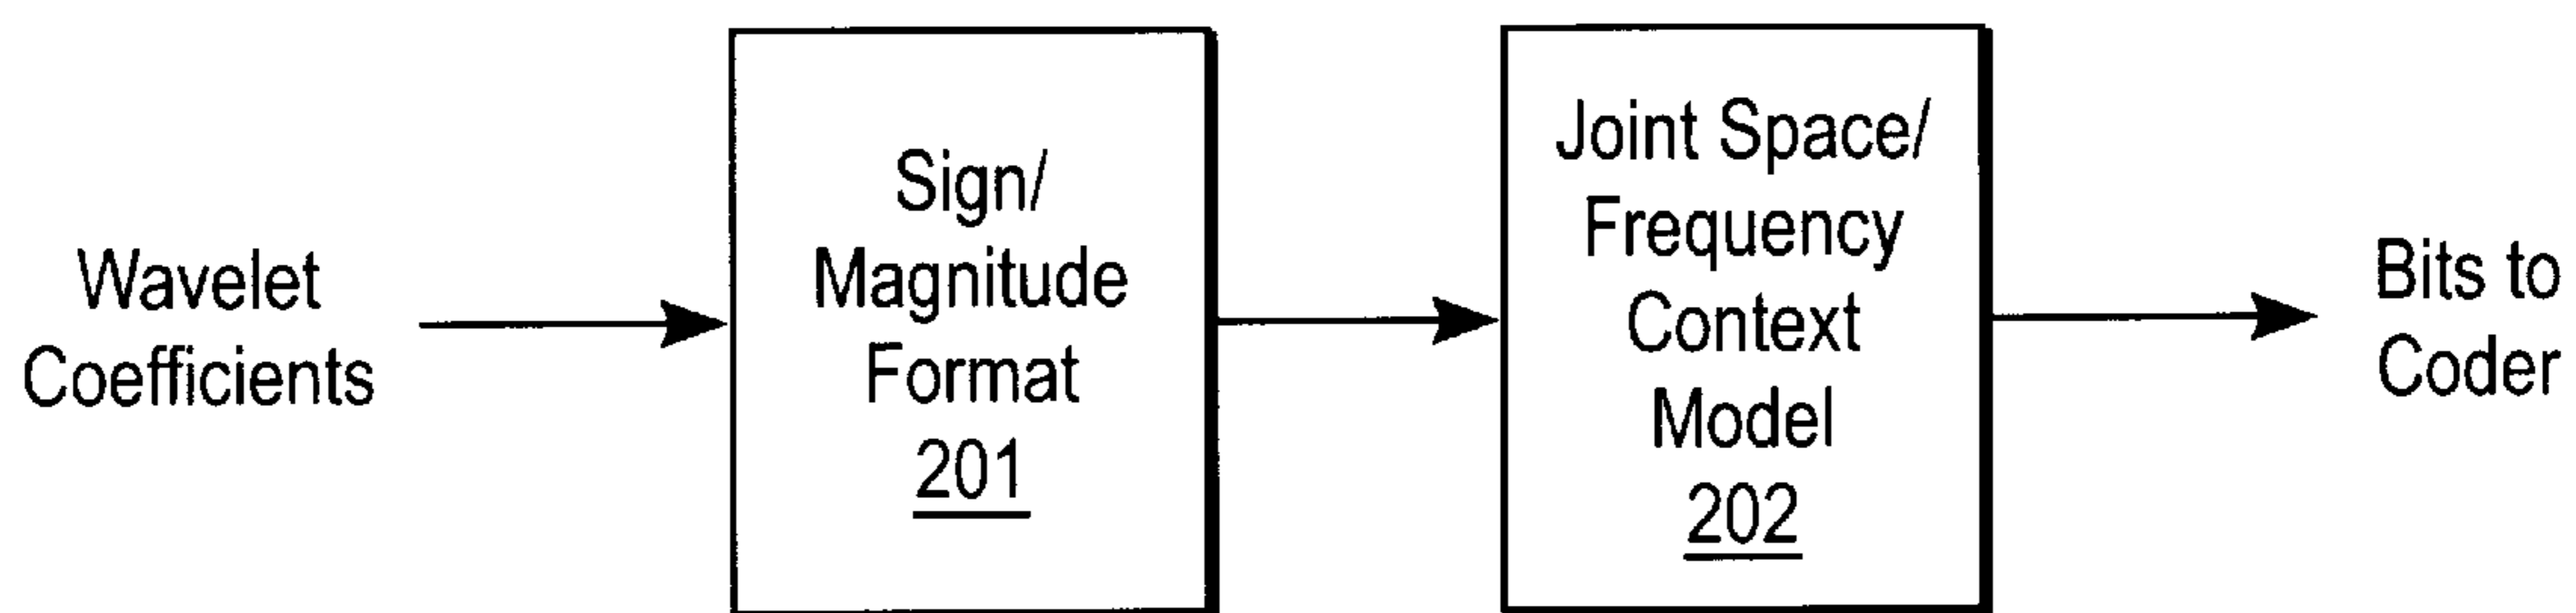 Wavelet
Coefficients
Sign/
Magnitude
Format
201
Joint Space/
Frequency
Context
Model
202
Bits to
Coder